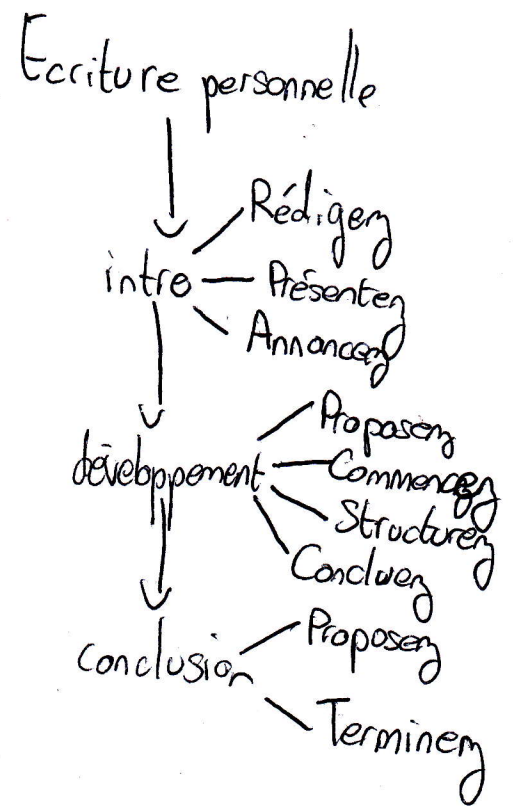 Ecriture personnelle
Rédigez
intro
Présentez
Annoncez
Proposez
développement
Commencez
Structurez
Concluez
Proposez
conclusion
Terminez